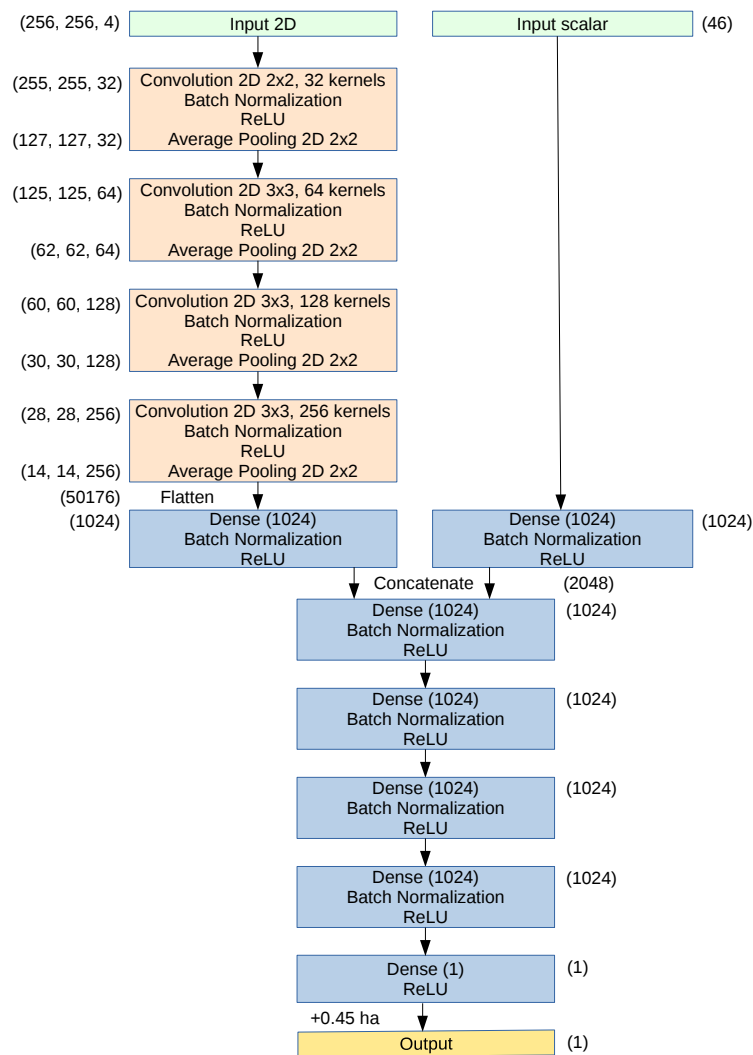 (256, 256, 4) Input 2D Input scalar (46)
(255, 255, 32) Convolution 2D 2x2, 32 kernels
Batch Normalization
ReLU
(127, 127, 32) Average Pooling 2D 2x2
(125, 125, 64) Convolution 2D 3x3, 64 kernels
Batch Normalization
ReLU
(62, 62, 64) Average Pooling 2D 2x2
(60, 60, 128) Convolution 2D 3x3, 128 kernels
Batch Normalization
ReLU
(30, 30, 128) Average Pooling 2D 2x2
(28, 28, 256) Convolution 2D 3x3, 256 kernels
Batch Normalization
ReLU
(14, 14, 256) Average Pooling 2D 2x2
(50176) Flatten
(1024) Dense (1024) Dense (1024) (1024)
Batch Normalization Batch Normalization
ReLU ReLU
Concatenate (2048)
Dense (1024) (1024)
Batch Normalization
ReLU
Dense (1024) (1024)
Batch Normalization
ReLU
Dense (1024) (1024)
Batch Normalization
ReLU
Dense (1024) (1024)
Batch Normalization
ReLU
Dense (1) (1)
ReLU
+0.45 ha
Output (1)